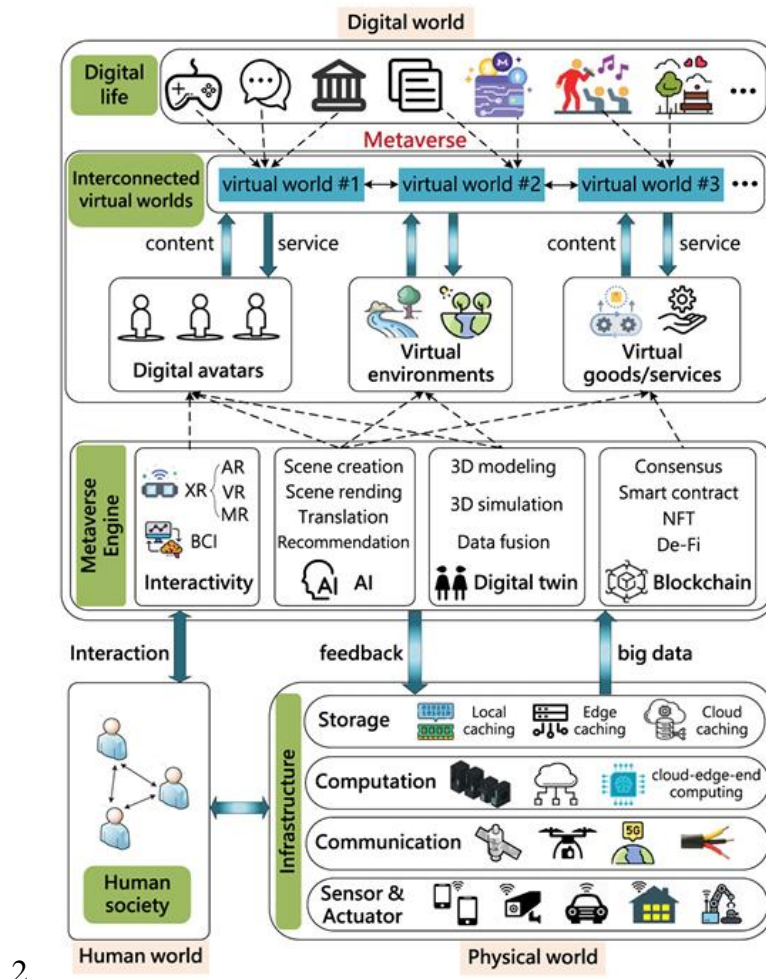 Digital world
Digital
life
Metaverse
Interconnected
virtual worlds
virtual world #1
virtual world #2
virtual world #3
content
service
content
service
Digital avatars
Virtual
environments
Virtual
goods/services
Metaverse
Engine
XR
AR
VR
MR
BCI
Interactivity
Scene creation
Scene rending
Translation
Recommendation
AI
AI
3D modeling
3D simulation
Data fusion
Digital twin
Consensus
Smart contract
NFT
De-Fi
Blockchain
Interaction
feedback
big data
Human
society
Human world
Infrastructure
Storage
Local
caching
Edge
caching
Cloud
caching
Computation
cloud-edge-end
computing
Communication
5G
Sensor &
Actuator
Physical world
2